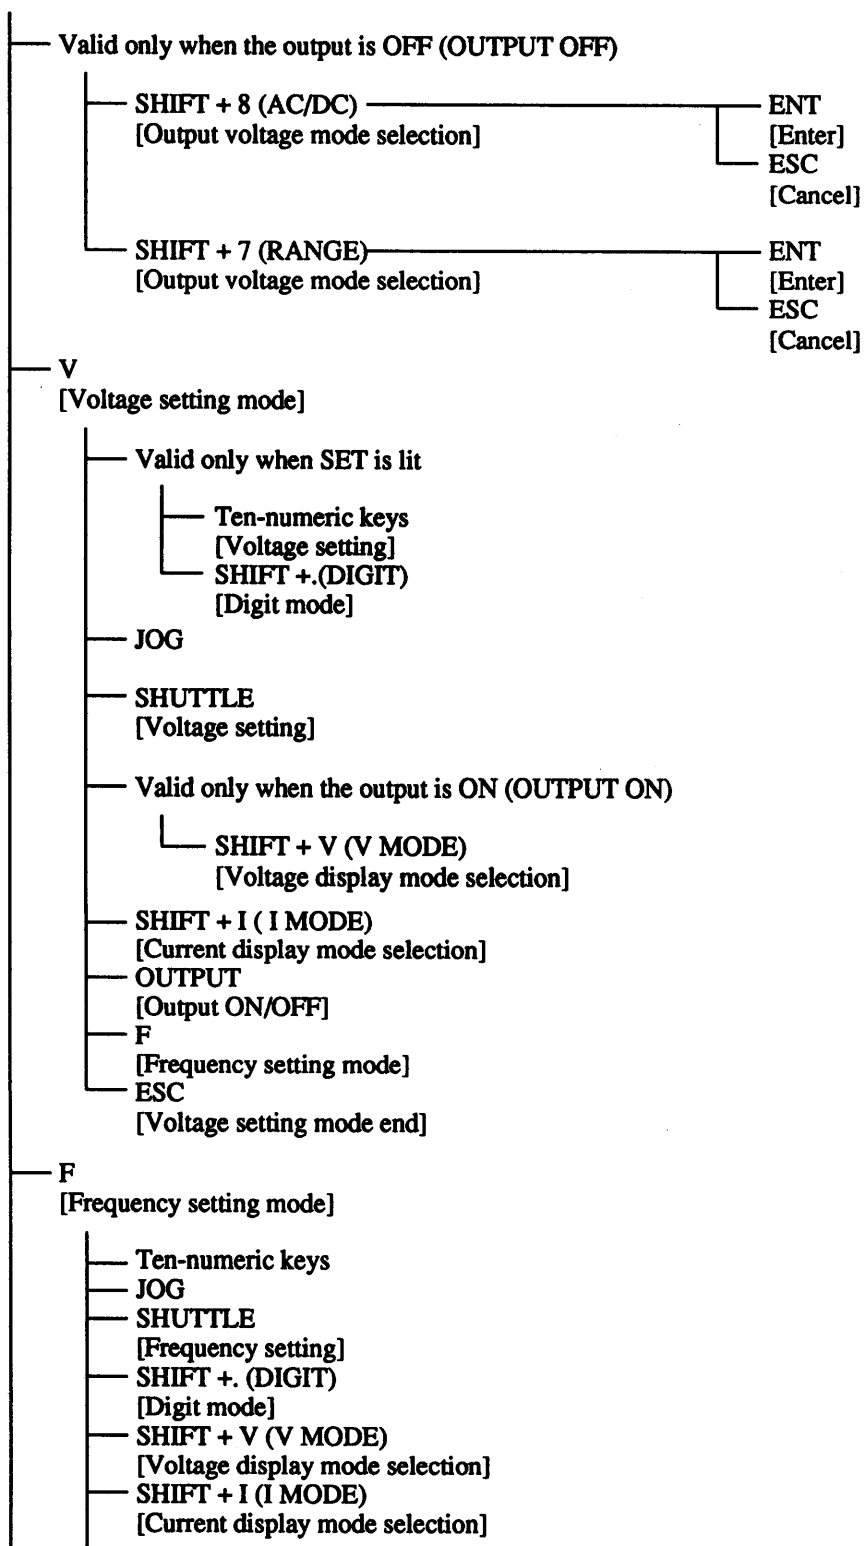 Valid only when the output is OFF (OUTPUT OFF)
SHIFT + 8 (AC/DC)
[Output voltage mode selection]
ENT
[Enter]
ESC
[Cancel]
SHIFT + 7 (RANGE)
[Output voltage mode selection]
ENT
[Enter]
ESC
[Cancel]
V
[Voltage setting mode]
Valid only when SET is lit
Ten-numeric keys
[Voltage setting]
SHIFT +.(DIGIT)
[Digit mode]
JOG
SHUTTLE
[Voltage setting]
Valid only when the output is ON (OUTPUT ON)
SHIFT + V (V MODE)
[Voltage display mode selection]
SHIFT + I ( I MODE)
[Current display mode selection]
OUTPUT
[Output ON/OFF]
F
[Frequency setting mode]
ESC
[Voltage setting mode end]
F
[Frequency setting mode]
Ten-numeric keys
JOG
SHUTTLE
[Frequency setting]
SHIFT +. (DIGIT)
[Digit mode]
SHIFT + V (V MODE)
[Voltage display mode selection]
SHIFT + I (I MODE)
[Current display mode selection]